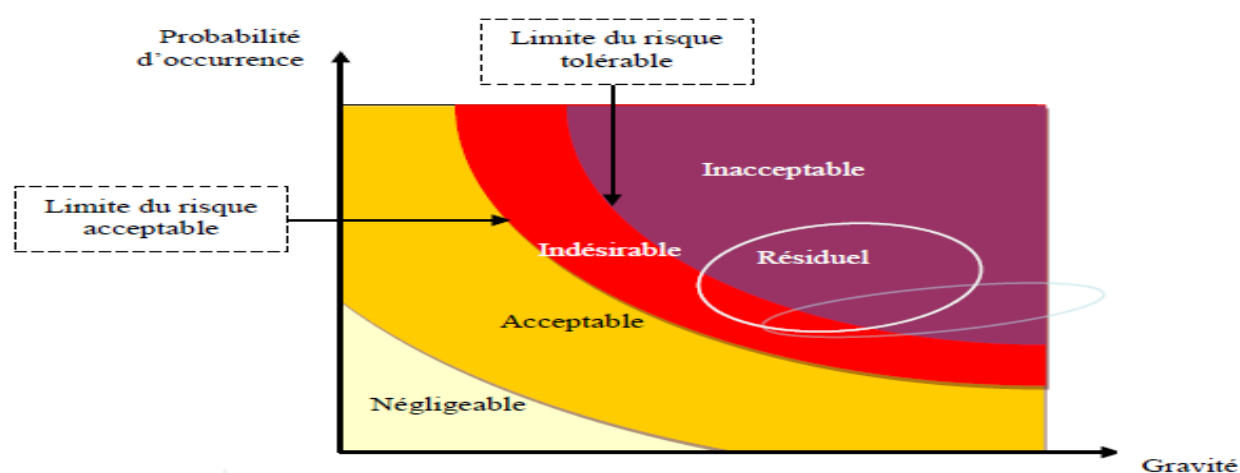 Probabilité
d'occurrence
Limite du risque
tolérable
Inacceptable
Limite du risque
acceptable
Indésirable
Résiduel
Acceptable
Négligeable
Gravité